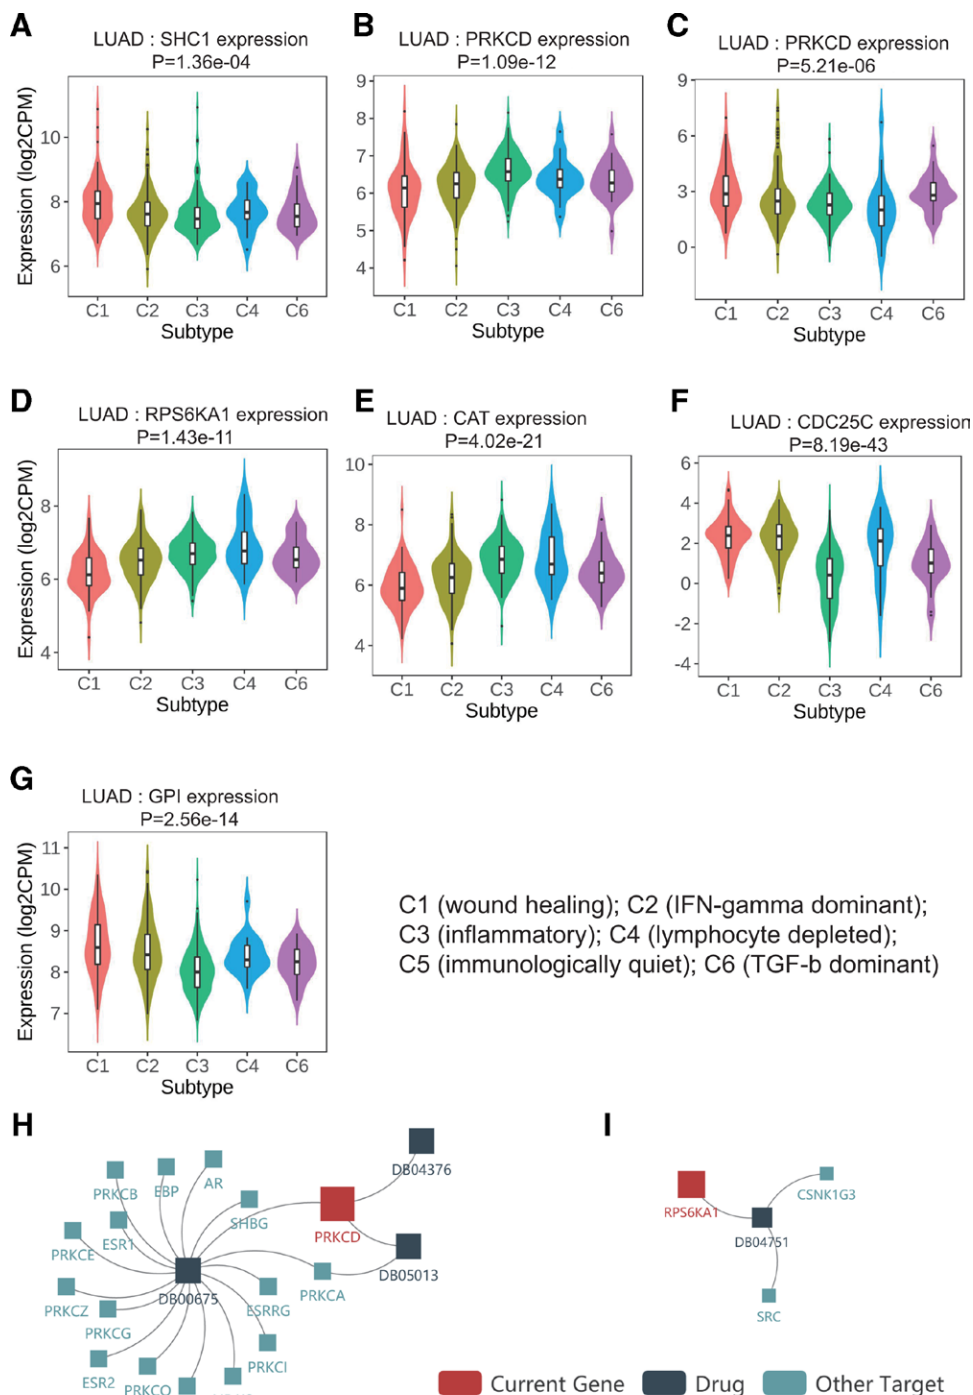 A
LUAD : SHC1 expression
P=1.36e-04
Expression (log2CPM)
10
8
6
C1 C2 C3 C4 C6
Subtype
B
LUAD : PRKCD expression
P=1.09e-12
9
7
6
5
4
C1 C2 C3 C4 C6
Subtype
C
LUAD : PRKCD expression
P=5.21e-06
9
6
3
0
C1 C2 C3 C4 C6
Subtype
D
LUAD : RPS6KA1 expression
P=1.43e-11
Expression (log2CPM)
8
6
4
C1 C2 C3 C4 C6
Subtype
E
LUAD : CAT expression
P=4.02e-21
10
8
6
4
C1 C2 C3 C4 C6
Subtype
F
LUAD : CDC25C expression
P=8.19e-43
6
4
2
0
-2
-4
C1 C2 C3 C4 C6
Subtype
G
LUAD : GPI expression
P=2.56e-14
Expression (log2CPM)
11
10
9
8
7
C1 C2 C3 C4 C6
Subtype
C1 (wound healing); C2 (IFN-gamma dominant);
C3 (inflammatory); C4 (lymphocyte depleted);
C5 (immunologically quiet); C6 (TGF-b dominant)
H
DB04376
AR
EBP
PRKCB
SHBG
PRKCD
ESR1
PRKCE
DB05013
DB00675
PRKCA
ESRRG
PRKCZ
PRKCG
PRKCI
ESR2
PRKCQ
I
CSNK1G3
RPS6KA1
DB04751
SRC
Current Gene
Drug
Other Target